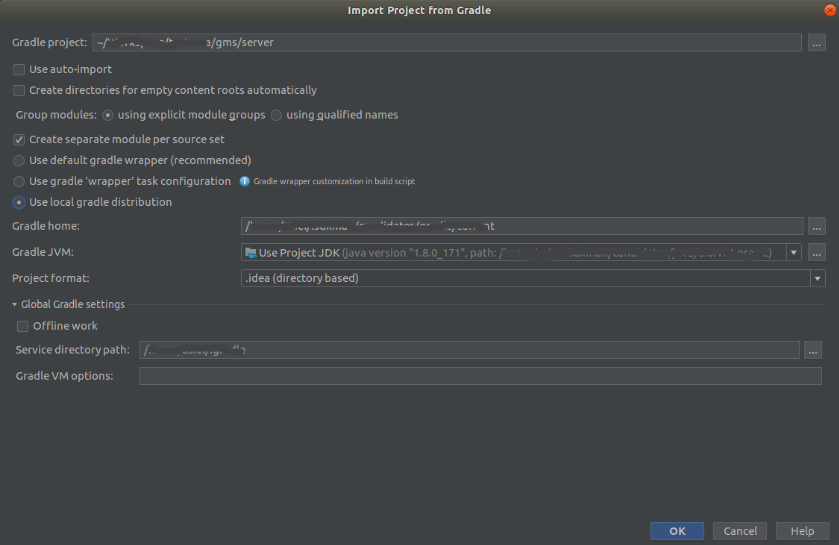 Import Project from Gradle
Gradle project: /gms/server ...
Use auto-import
Create directories for empty content roots automatically
Group modules: using explicit module groups using qualified names
Create separate module per source set
Use default gradle wrapper (recommended)
Use gradle 'wrapper' task configuration Gradle wrapper customization in build script
Use local gradle distribution
Gradle home: ...
Gradle JVM: Use Project JDK (java version "1.8.0_171", path: ...
Project format: .idea (directory based)
Global Gradle settings
Offline work
Service directory path: ...
Gradle VM options:
OK Cancel Help